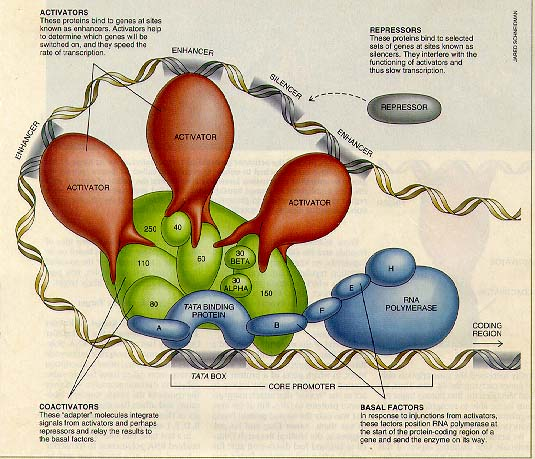 ACTIVATORS
These proteins bind to genes at sites
known as enhancers. Activators help
to determine which genes will be
switched on, and they speed the
rate of transcription.
REPRESSORS
These proteins bind to selected
sets of genes at sites known as
silencers. They interfere with the
functioning of activators and
thus slow transcription.
JARED SCHNEIDMAN
ENHANCER
SILENCER
REPRESSOR
ENHANCER
ENHANCER
ACTIVATOR
ACTIVATOR
ACTIVATOR
250
40
110
60
30
BETA
30
ALPHA
80
150
H
E
F
RNA
POLYMERASE
TATA BINDING
PROTEIN
A
B
CODING
REGION
TATA BOX
CORE PROMOTER
COACTIVATORS
These "adapter" molecules integrate
signals from activators and perhaps
repressors and relay the results to
the basal factors.
BASAL FACTORS
In response to injunctions from activators,
these factors position RNA polymerase at
the start of the protein-coding region of a
gene and send the enzyme on its way.